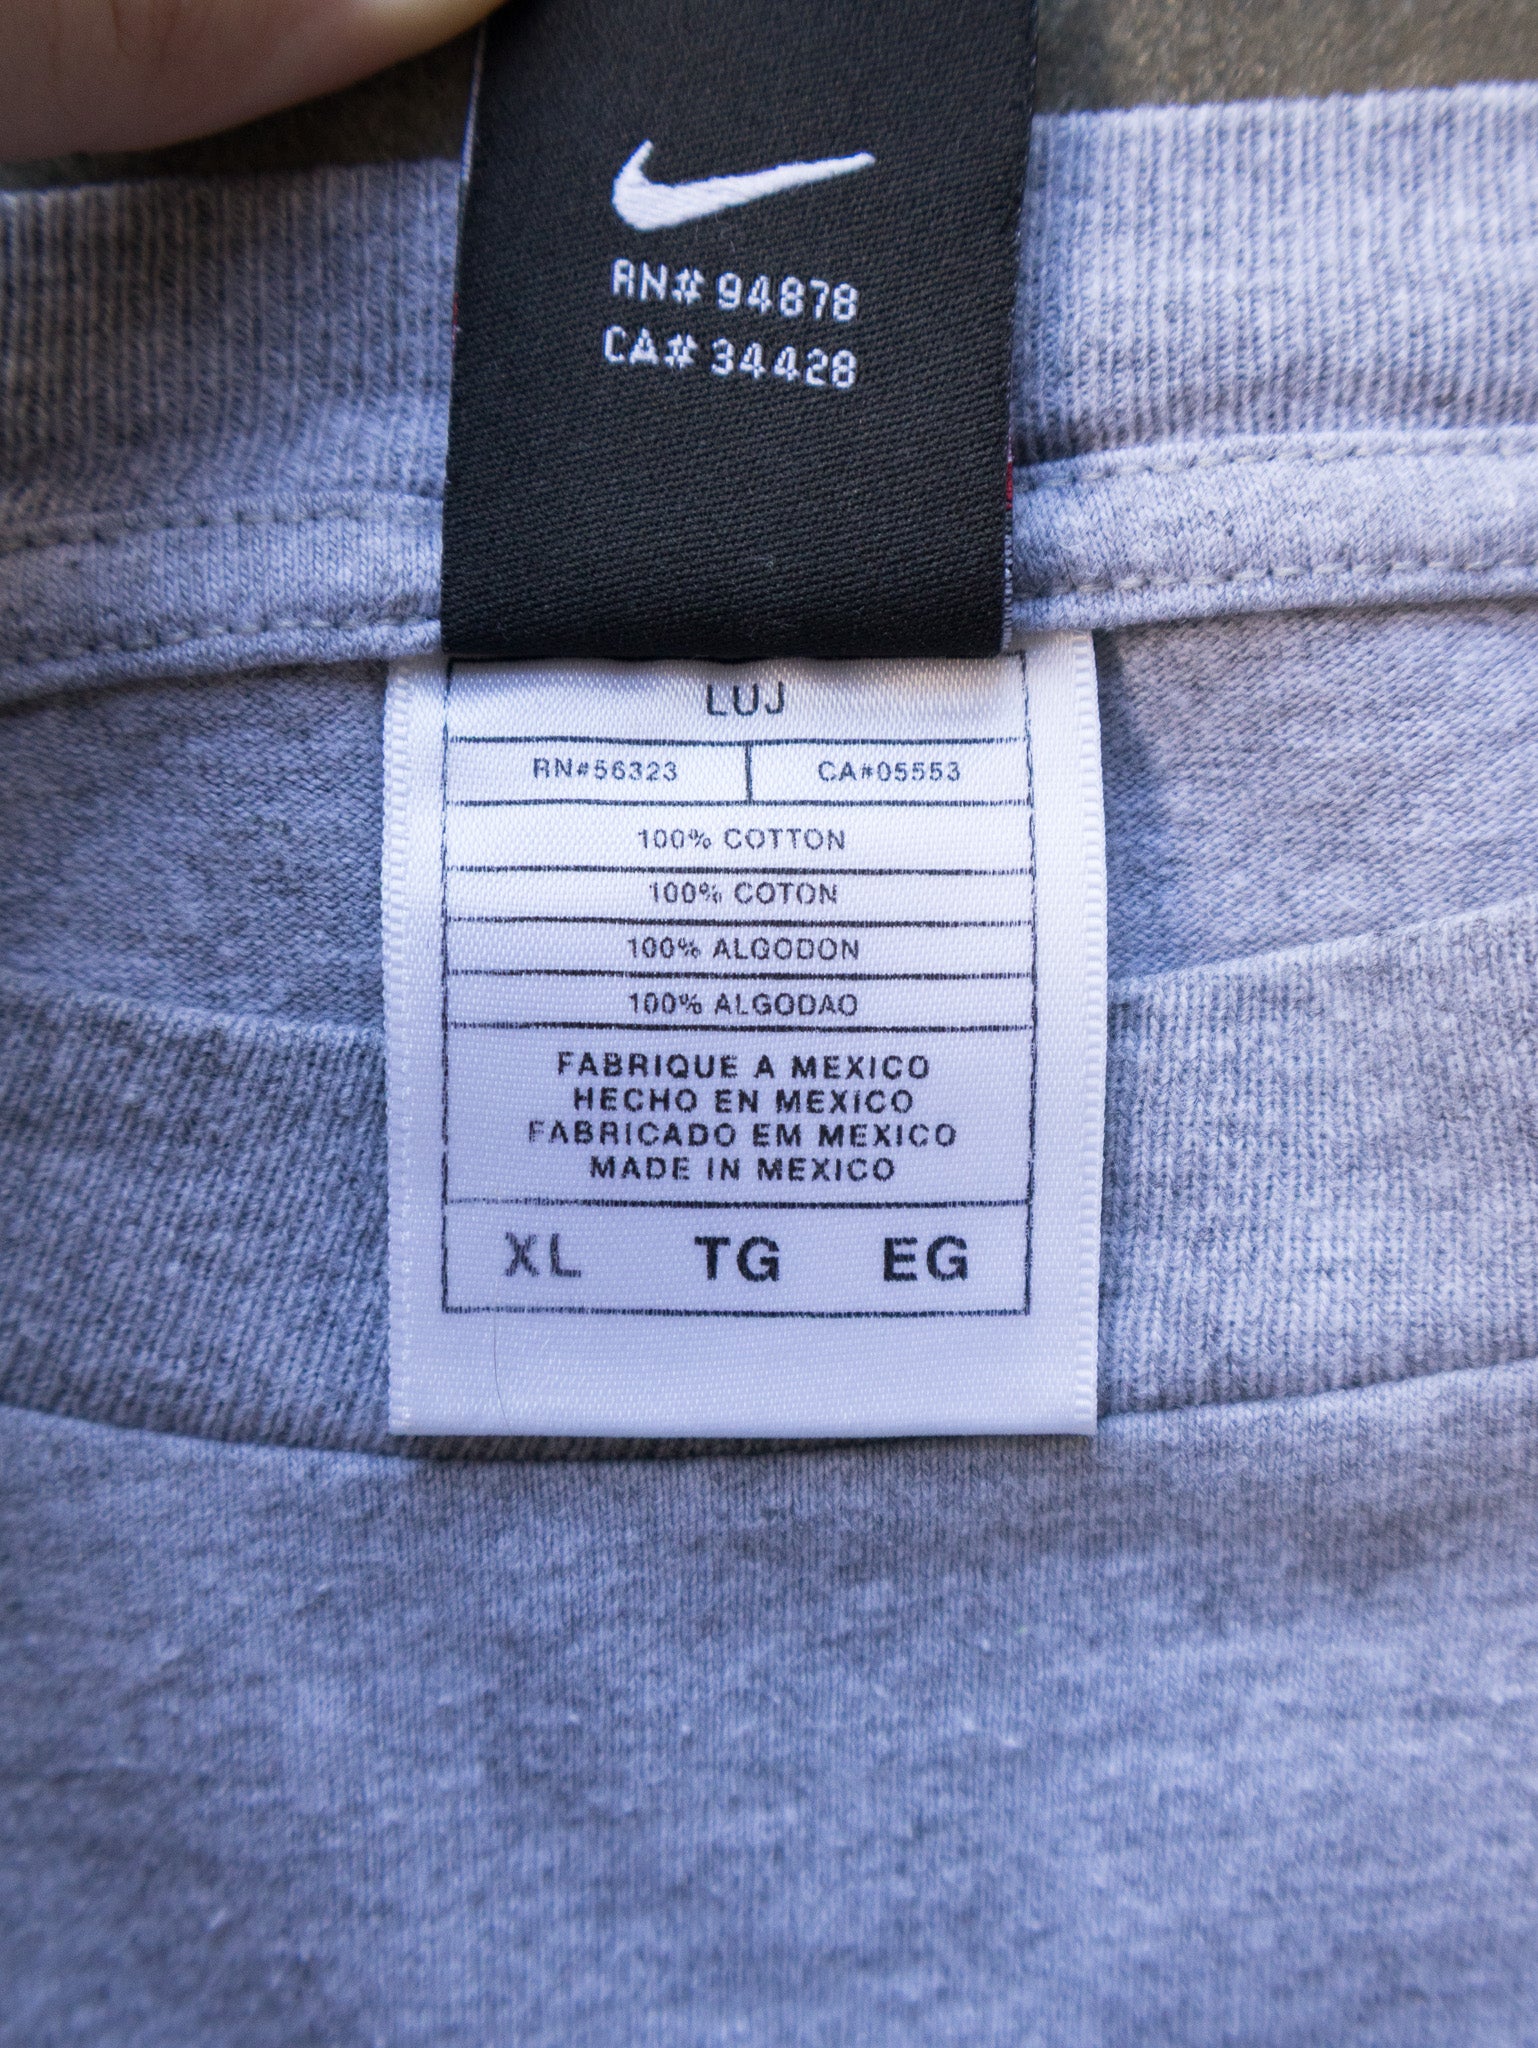 RN# 94878
CA# 34428
LUJ
RN#56323 CA#05553
100% COTTON
100% COTON
100% ALGODON
100% ALGODAO
FABRIQUE A MEXICO
HECHO EN MEXICO
FABRICADO EM MEXICO
MADE IN MEXICO
XL TG EG